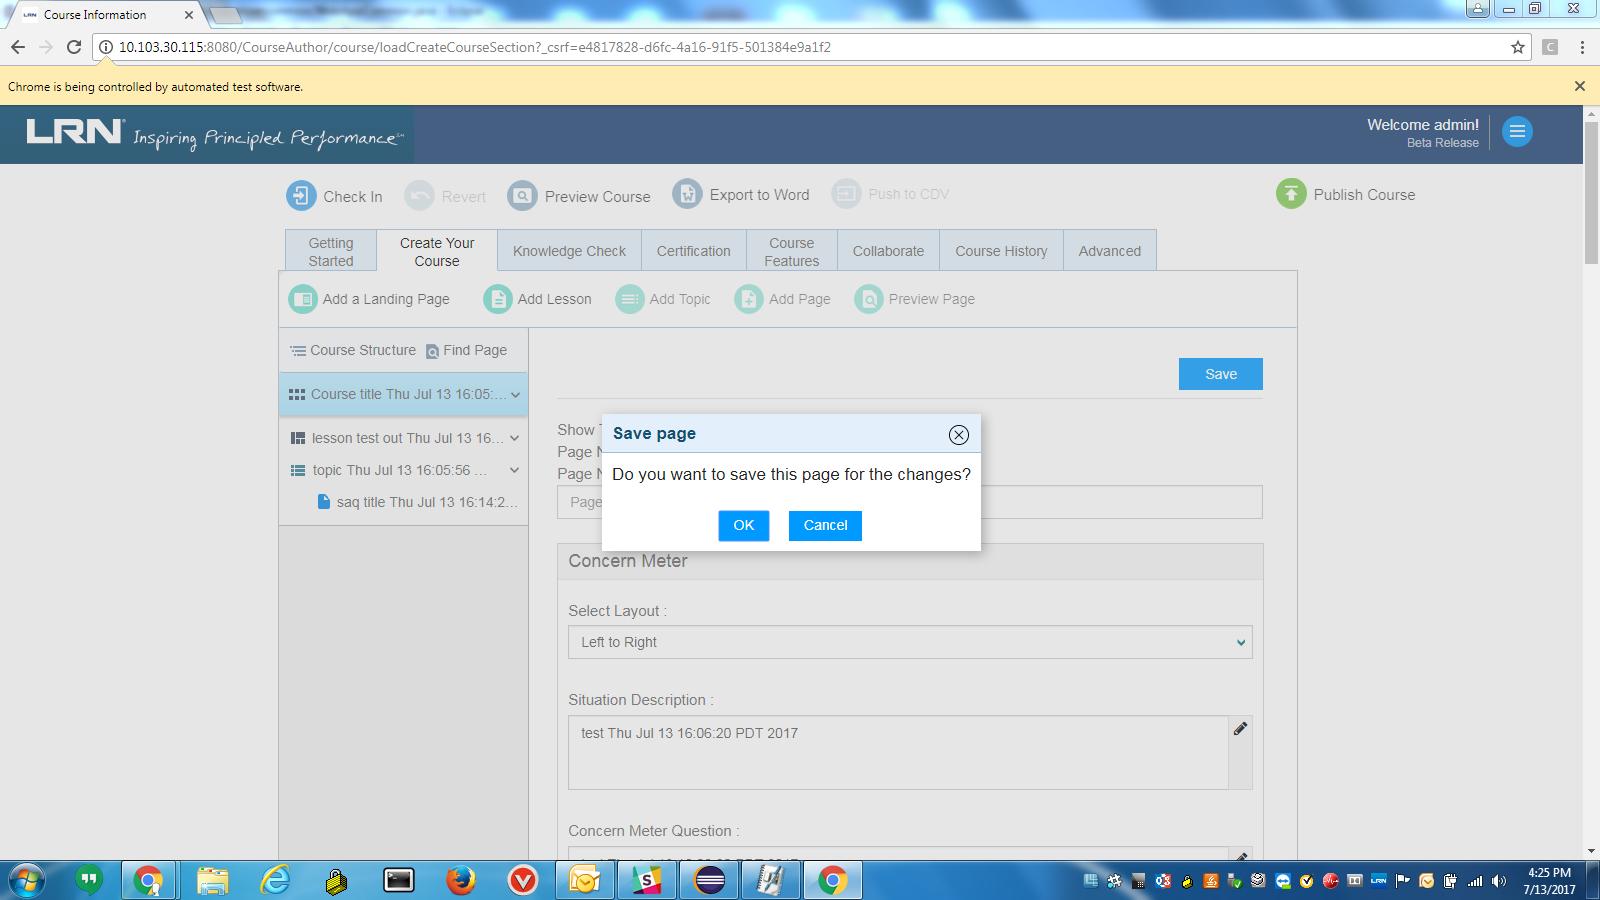 LRN Course Information
10.103.30.115:8080/CourseAuthor/course/loadCreateCourseSection?_csrf=e4817828-d6fc-4a16-91f5-501384e9a1f2
C
Chrome is being controlled by automated test software.
LRN Inspiring Principled Performance
Welcome admin!
Beta Release
Check In Revert Preview Course Export to Word Push to CDV Publish Course
Getting Started
Create Your Course
Knowledge Check
Certification
Course Features
Collaborate
Course History
Advanced
Add a Landing Page Add Lesson Add Topic Add Page Preview Page
Course Structure Find Page
Course title Thu Jul 13 16:05:...
lesson test out Thu Jul 13 16...
topic Thu Jul 13 16:05:56 ...
saq title Thu Jul 13 16:14:2...
Save
Show
Page N
Page N
Page
Save page
Do you want to save this page for the changes?
OK Cancel
Concern Meter
Select Layout :
Left to Right
Situation Description :
test Thu Jul 13 16:06:20 PDT 2017
Concern Meter Question :
LRN
4:25 PM
7/13/2017